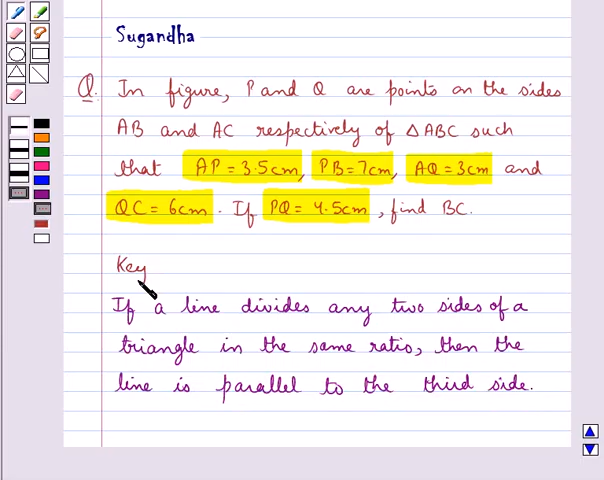 Sugandha
Q. In figure, P and Q are points on the sides
AB and AC respectively of △ABC such
that AP = 3.5cm, PB = 7cm, AQ = 3cm and
QC = 6cm. If PQ = 4.5cm, find BC.
Key
If a line divides any two sides of a
triangle in the same ratio, then the
line is parallel to the third side.